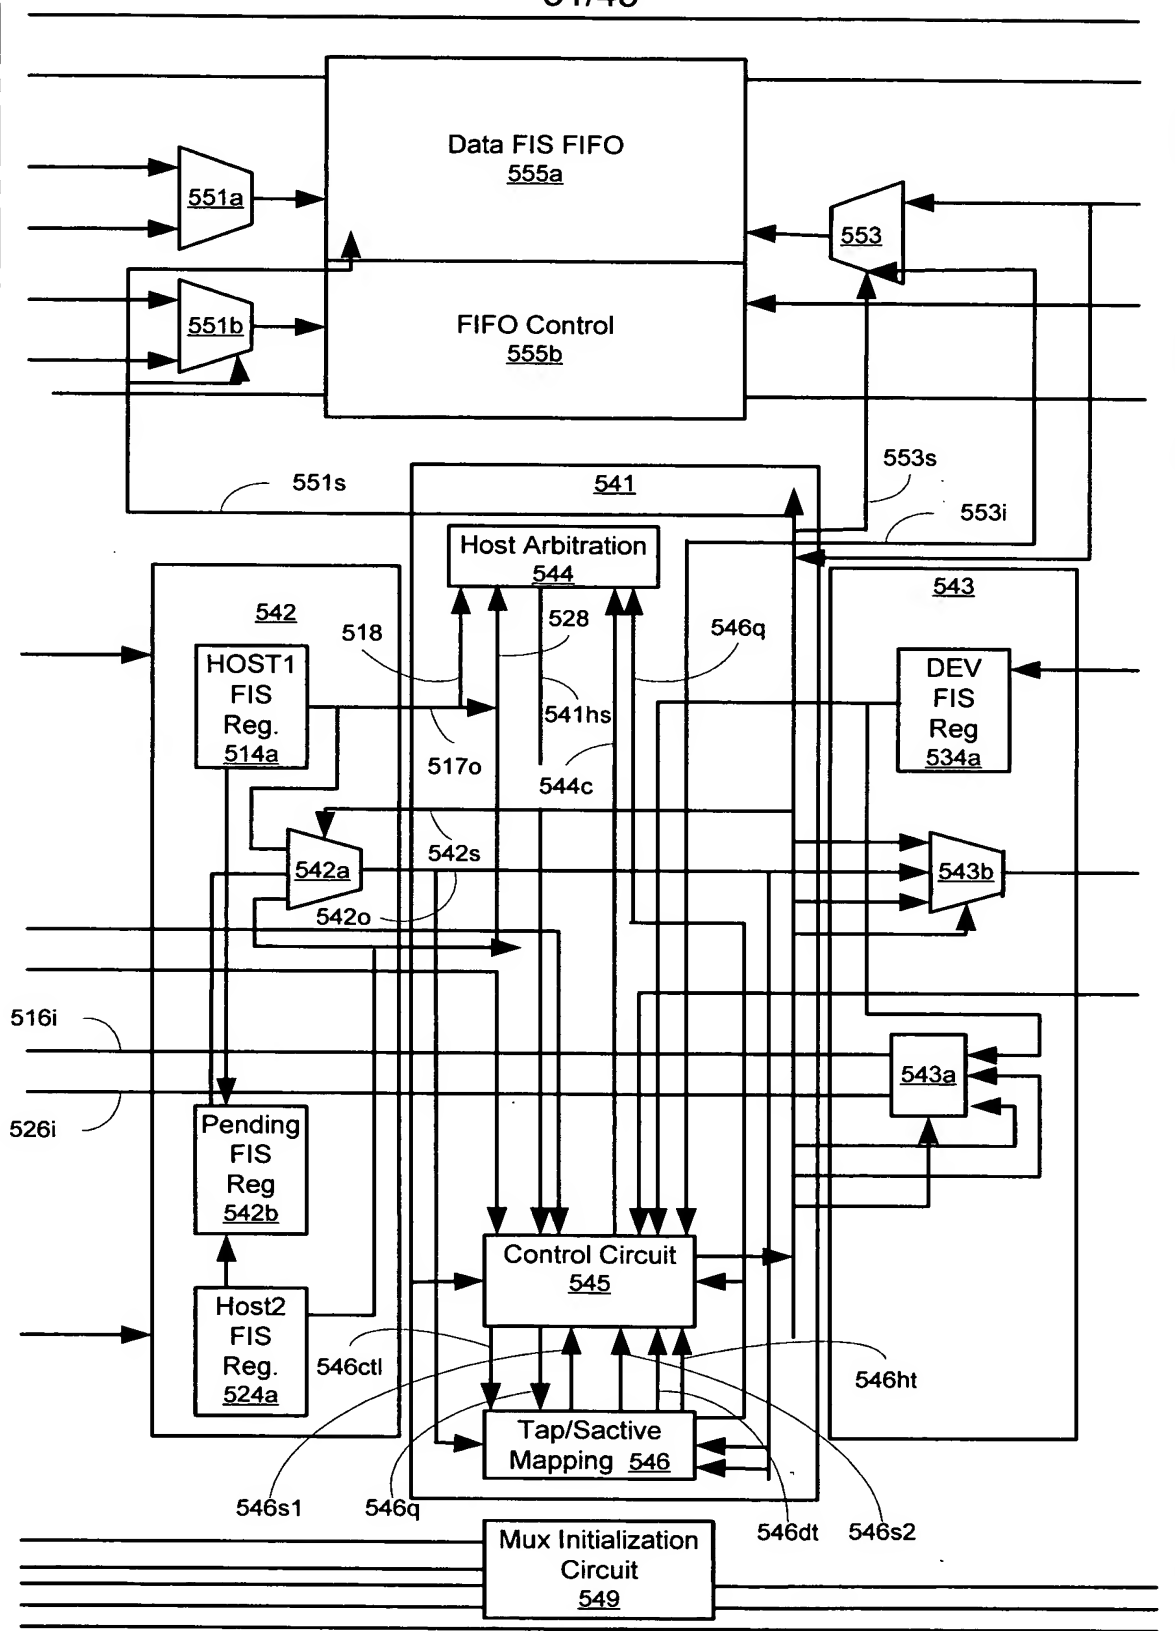 Data FIS FIFO
555a
551a
553
551b
FIFO Control
555b
551s
541
553s
553i
Host Arbitration
544
542
543
518
528
546q
HOST1
FIS
Reg.
514a
DEV
FIS
Reg
534a
541hs
517o
544c
542a
542s
543b
542o
516i
543a
526i
Pending
FIS
Reg
542b
Control Circuit
545
Host2
FIS
Reg.
524a
546ctl
546ht
Tap/Sactive
Mapping 546
546s1
546q
546dt
546s2
Mux Initialization
Circuit
549